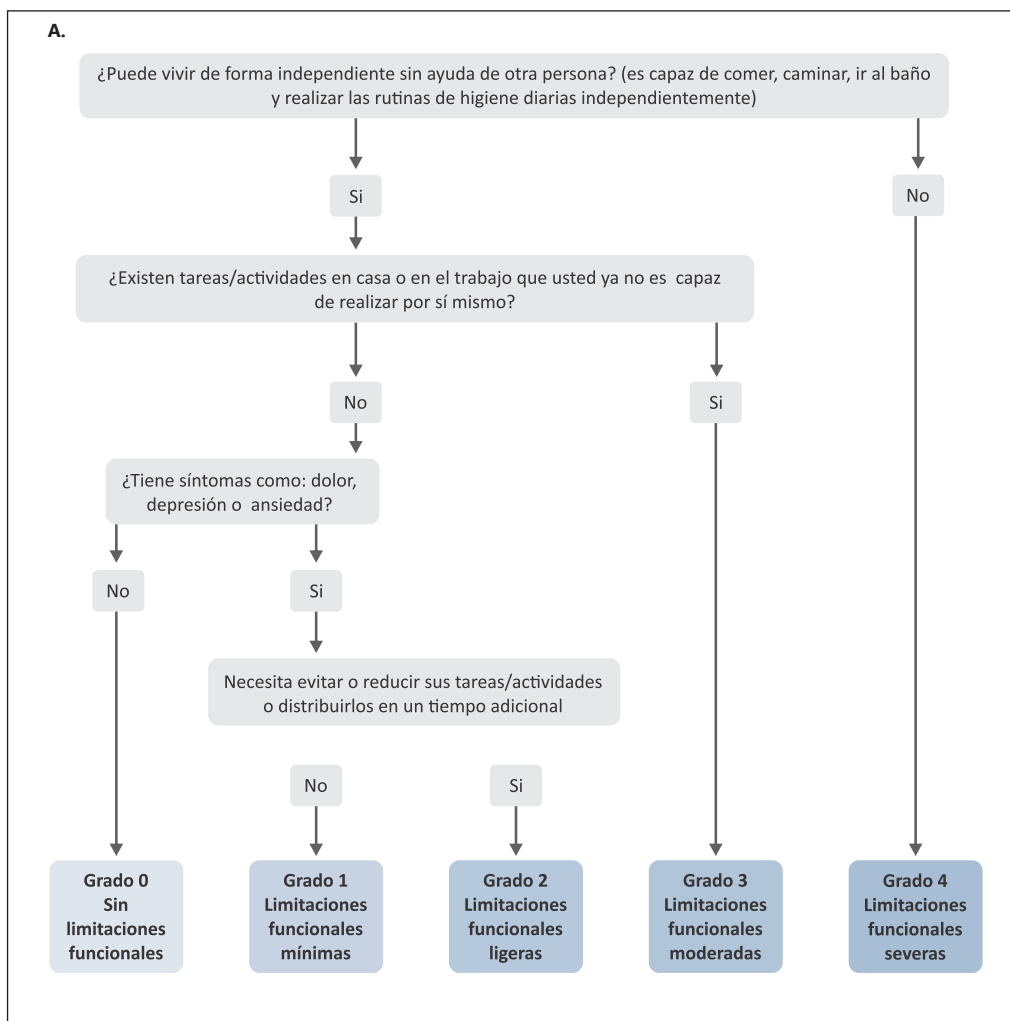 A.
¿Puede vivir de forma independiente sin ayuda de otra persona? (es capaz de comer, caminar, ir al baño
y realizar las rutinas de higiene diarias independientemente)
Si
No
¿Existen tareas/actividades en casa o en el trabajo que usted ya no es capaz
de realizar por sí mismo?
No
Si
¿Tiene síntomas como: dolor,
depresión o ansiedad?
No
Si
Necesita evitar o reducir sus tareas/actividades
o distribuirlos en un tiempo adicional
No
Si
Grado 0
Sin
limitaciones
funcionales
Grado 1
Limitaciones
funcionales
mínimas
Grado 2
Limitaciones
funcionales
ligeras
Grado 3
Limitaciones
funcionales
moderadas
Grado 4
Limitaciones
funcionales
severas